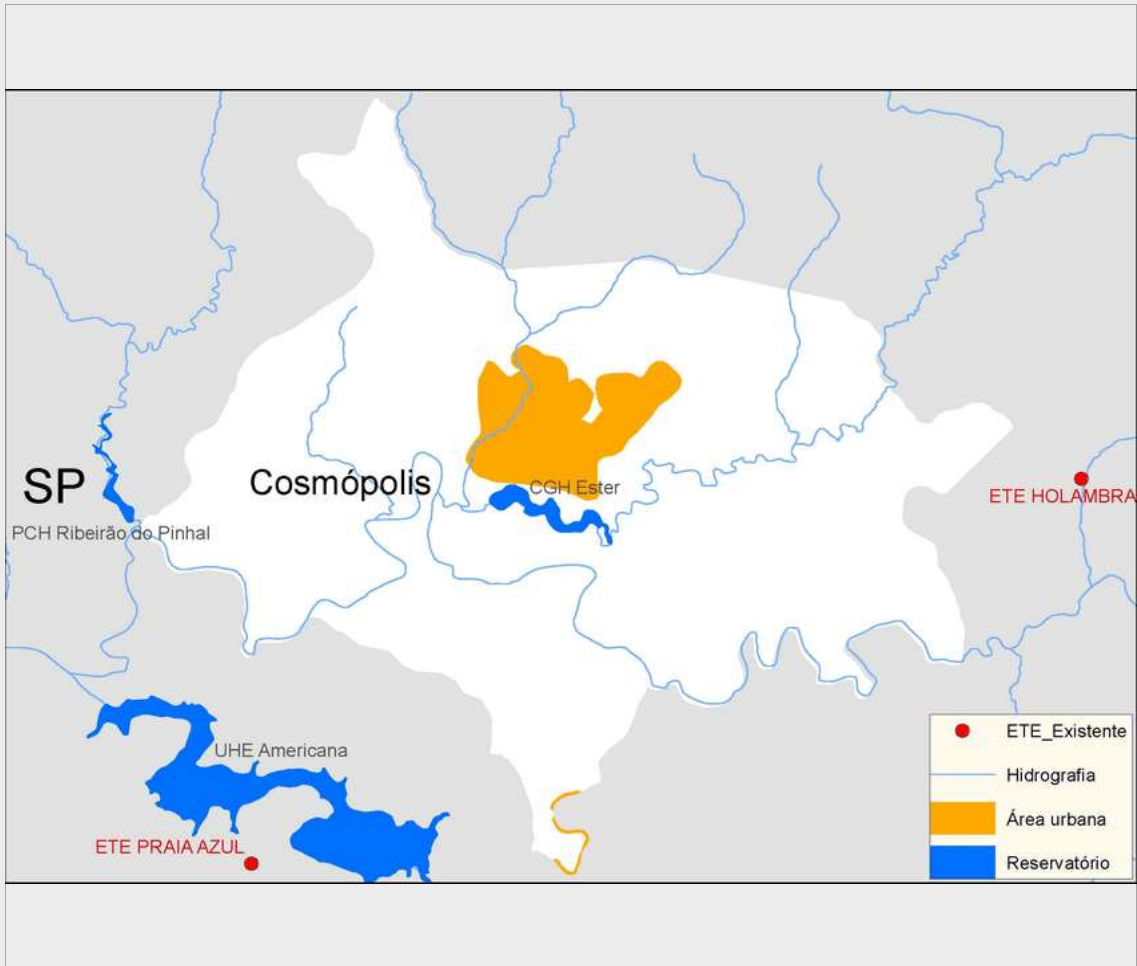 SP
Cosmópolis
CGH Ester
ETE HOLAMBRA
PCH Ribeirão do Pinhal
UHE Americana
ETE PRAIA AZUL
ETE_Existente
Hidrografia
Área urbana
Reservatório